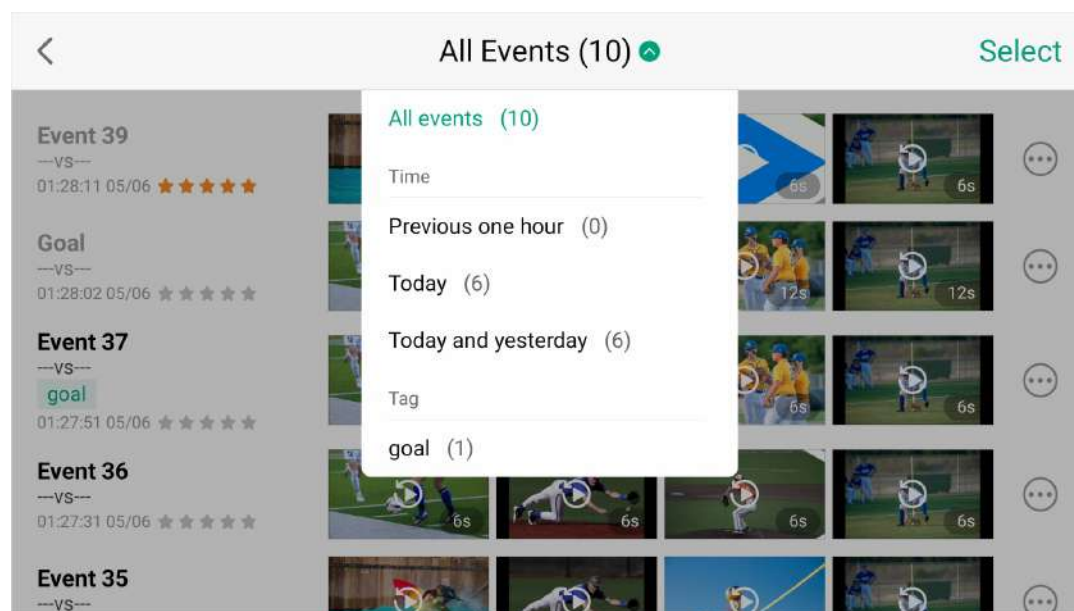 All Events (10)
Select
All events (10)
Time
Previous one hour (0)
Today (6)
Today and yesterday (6)
Tag
goal (1)
Event 39
---vs---
01:28:11 05/06
6s
6s
Goal
---vs---
01:28:02 05/06
12s
12s
Event 37
---vs---
goal
01:27:51 05/06
6s
6s
Event 36
---vs---
01:27:31 05/06
6s
6s
6s
6s
Event 35
---vs---